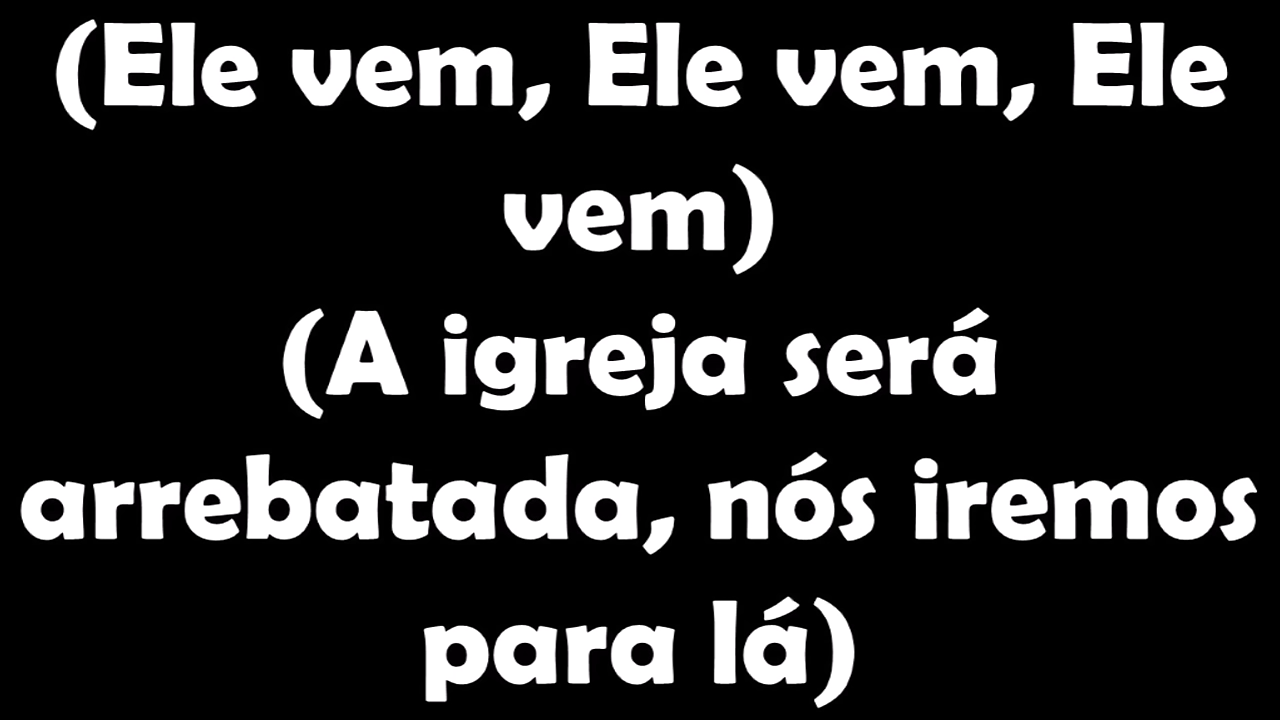 (Ele vem, Ele vem, Ele
vem)
(A igreja será
arrebatada, nós iremos
para lá)